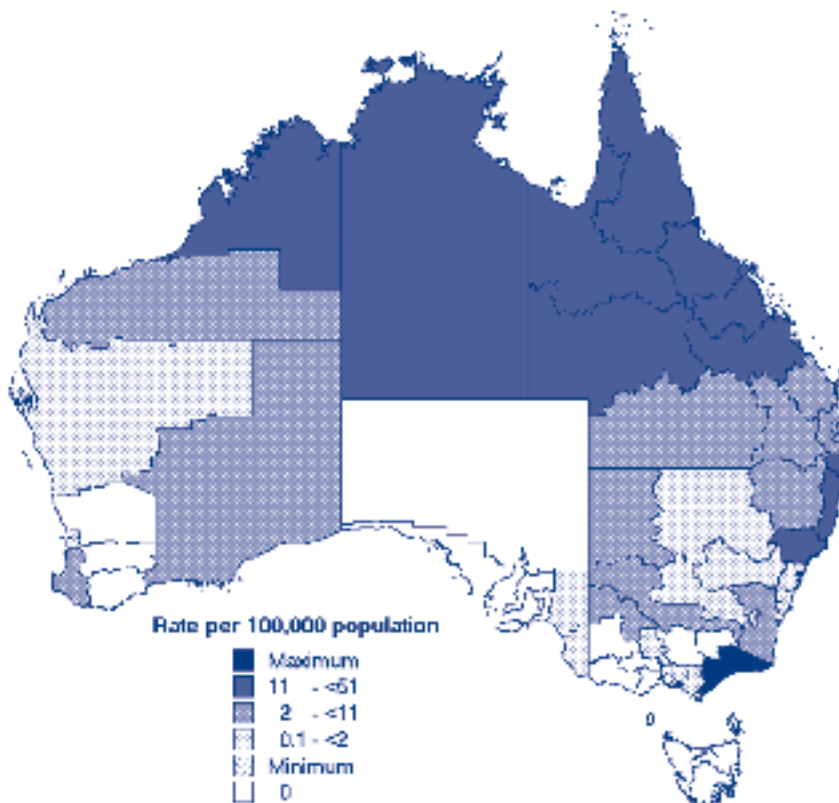 Rate per 100,000 population
Maximum
11 - <51
2 - <11
0.1 - <2
Minimum
0
0